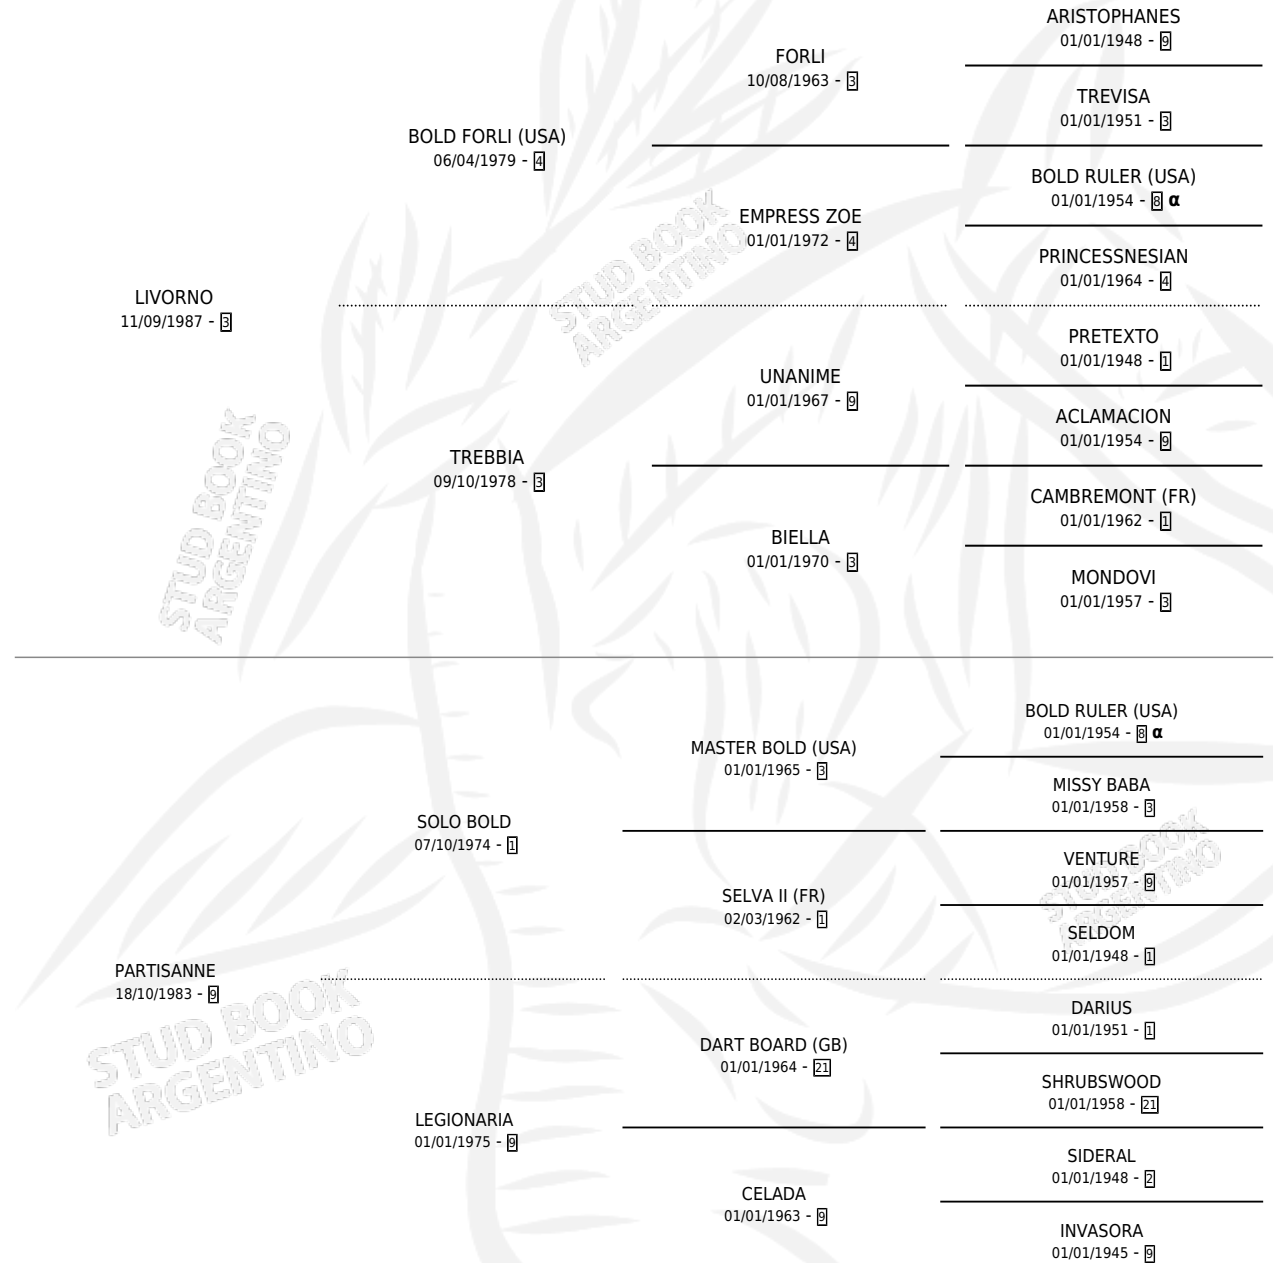 ARISTOPHANES
01/01/1948 - 9
FORLI
10/08/1963 - 3
TREVISA
01/01/1951 - 3
BOLD FORLI (USA)
06/04/1979 - 4
BOLD RULER (USA)
01/01/1954 - 8 α
EMPRESS ZOE
01/01/1972 - 4
PRINCESSNESIAN
01/01/1964 - 4
LIVORNO
11/09/1987 - 3
PRETEXTO
01/01/1948 - 1
UNANIME
01/01/1967 - 9
ACLAMACION
01/01/1954 - 9
TREBBIA
09/10/1978 - 3
CAMBREMONT (FR)
01/01/1962 - 1
BIELLA
01/01/1970 - 3
MONDOVI
01/01/1957 - 3
STUD BOOK
ARGENTINO
STUD BOOK
ARGENTINO
BOLD RULER (USA)
01/01/1954 - 8 α
MASTER BOLD (USA)
01/01/1965 - 3
MISSY BABA
01/01/1958 - 3
SOLO BOLD
07/10/1974 - 1
VENTURE
01/01/1957 - 9
SELVA II (FR)
02/03/1962 - 1
SELDOM
01/01/1948 - 1
PARTISANNE
18/10/1983 - 9
DARIUS
01/01/1951 - 1
DART BOARD (GB)
01/01/1964 - 21
SHRUBSWOOD
01/01/1958 - 21
LEGIONARIA
01/01/1975 - 9
SIDERAL
01/01/1948 - 2
CELADA
01/01/1963 - 9
INVASORA
01/01/1945 - 9
STUD BOOK
ARGENTINO
STUD BOOK
ARGENTINO